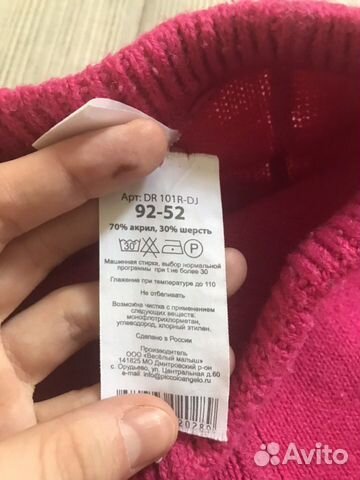 Арт: DR 101R-DJ
92-52
70% акрил, 30% шерсть
30 P
Машинная стирка, выбор нормальной
программы при t не более 30
Глажение при температуре до 110
Не отбеливать
Возможна чистка с применением
следующих веществ:
монофлотрихлорметан,
углеводород, хлорный этилен.
Сделано в России
Производитель
ООО «Весёлый малыш»
141825 МО Дмитровский р-он
с. Орудьево, ул. Центральная д.60
e-mail info@piccoloangelo.ru
Avito